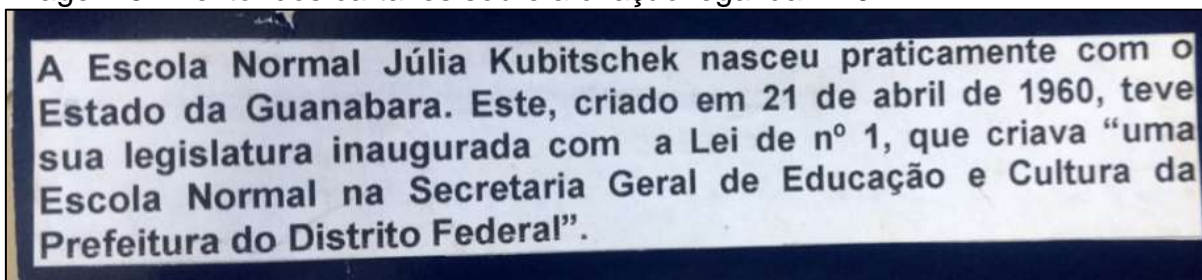 A Escola Normal Júlia Kubitschek nasceu praticamente com o
Estado da Guanabara. Este, criado em 21 de abril de 1960, teve
sua legislatura inaugurada com a Lei de nº 1, que criava “uma
Escola Normal na Secretaria Geral de Educação e Cultura da
Prefeitura do Distrito Federal”.